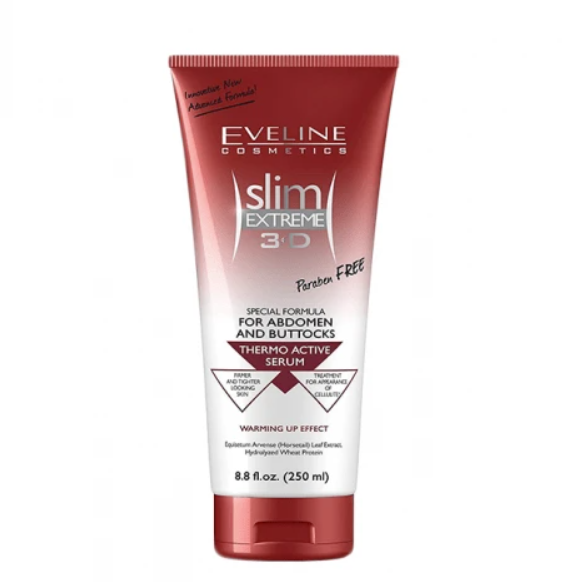 Innovation New
Advanced Formula!
EVELINE
COSMETICS
slim
EXTREME
3D
Paraben FREE
SPECIAL FORMULA
FOR ABDOMEN
AND BUTTOCKS
THERMO ACTIVE
SERUM
FIRMER
AND TIGHTER
LOOKING
SKIN
TREATMENT
FOR APPEARANCE
OF
CELLULITES
WARMING UP EFFECT
Equisetum Arvense (Horsetail) Leaf Extract,
Hydrolyzed Wheat Protein
8.8 fl.oz. (250 ml)